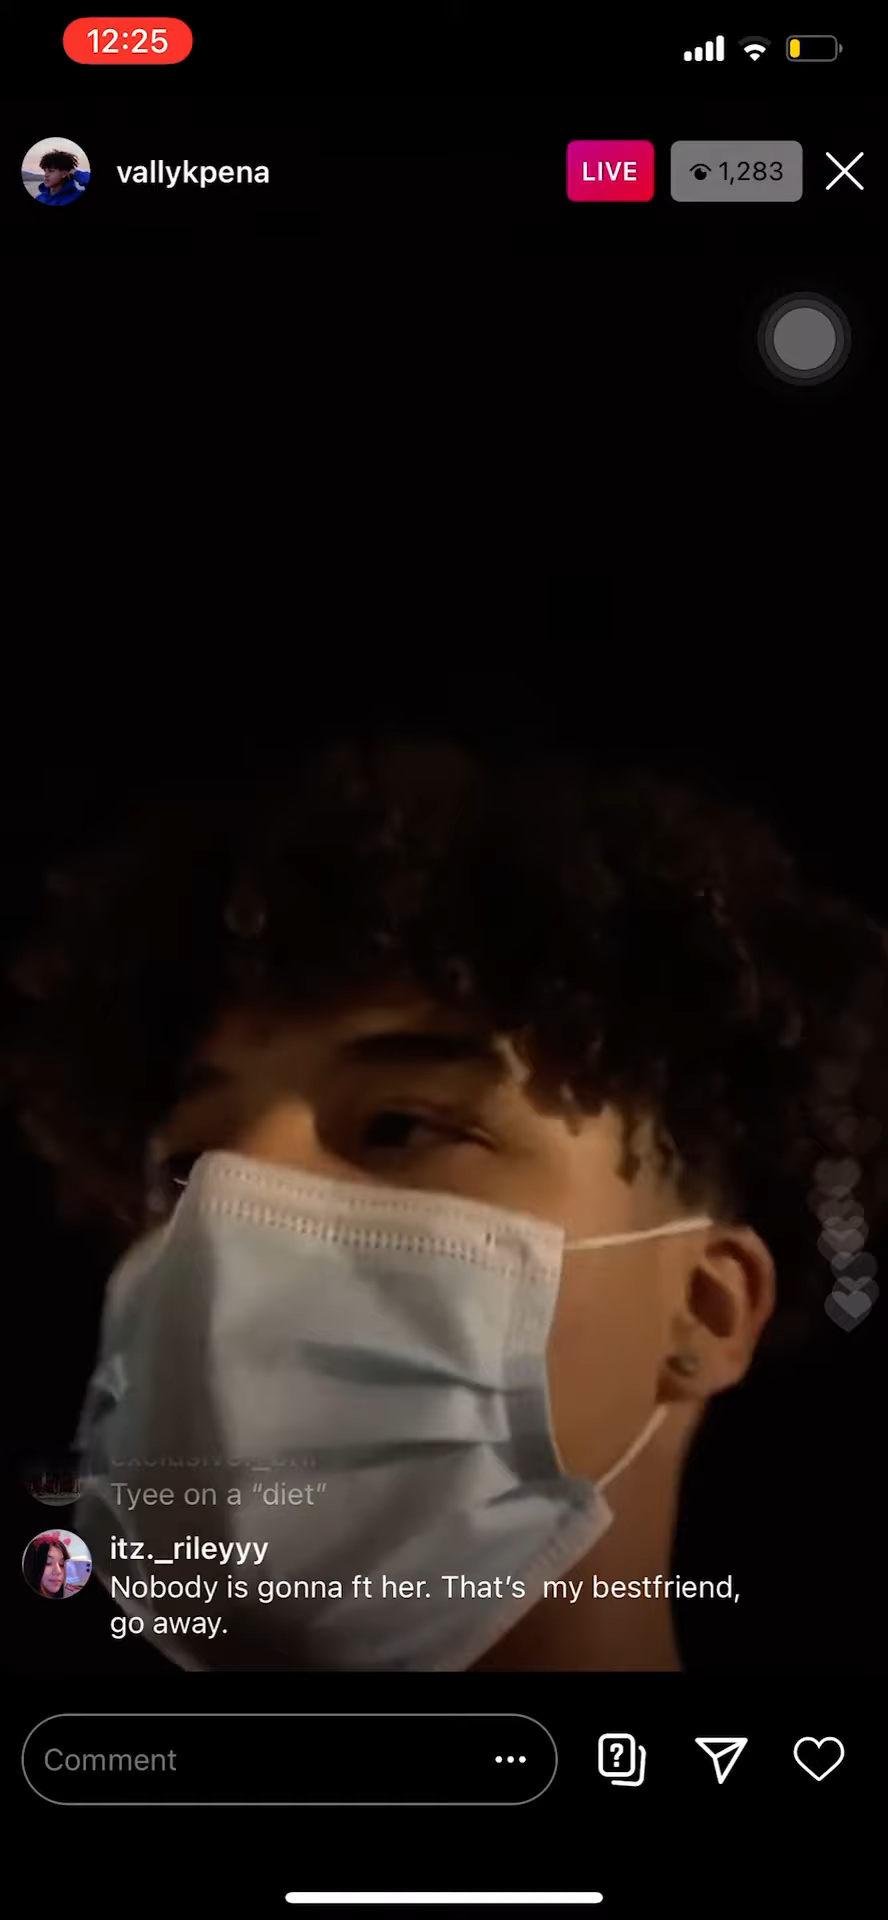 12:25
vallykpena
LIVE
1,283
Tyee on a “diet”
itz._rileyyy
Nobody is gonna ft her. That’s  my bestfriend,
go away.
Comment